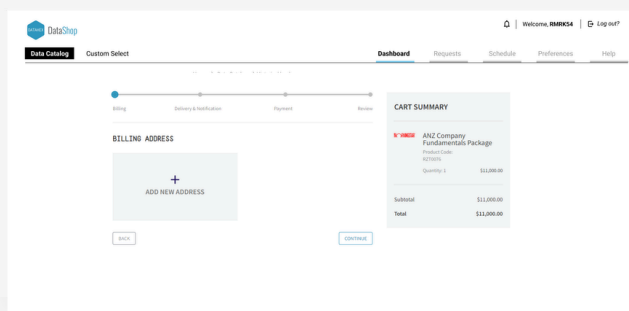 DataShop
Welcome, RMRK54
Log out?
Data Catalog
Custom Select
Dashboard
Requests
Schedule
Preferences
Help
Billing
Delivery & Notification
Payment
Review
BILLING ADDRESS
+
ADD NEW ADDRESS
BACK
CONTINUE
CART SUMMARY
ANZ Company
Fundamentals Package
Product Code:
Quantity: 1
$11,000.00
Subtotal
$11,000.00
Total
$11,000.00